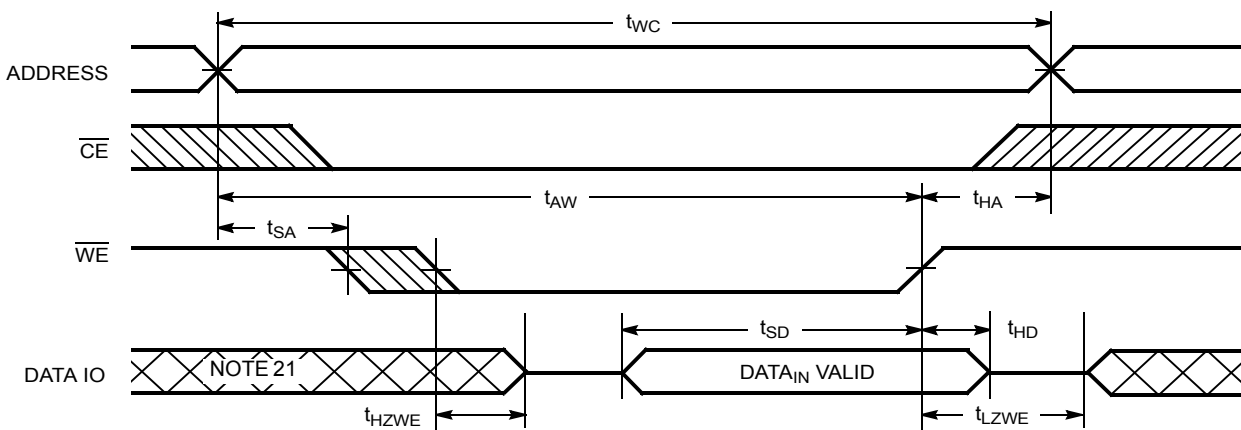 tWC
ADDRESS
CE
tAW
tHA
tSA
WE
tSD
tHD
DATA IO
NOTE 21
DATAIN VALID
tHZWE
tLZWE